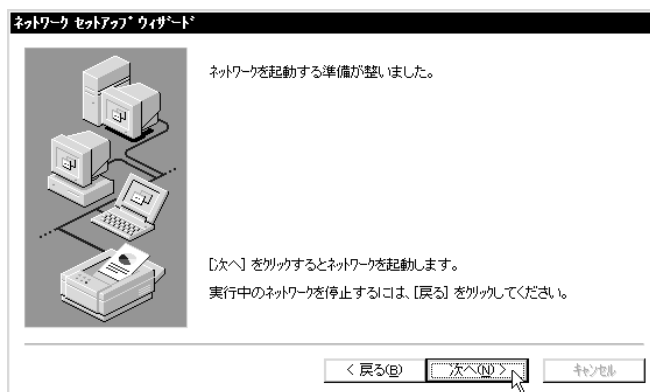 ネットワーク セットアップ ウィザード
ネットワークを起動する準備が整いました。
[次へ] をクリックするとネットワークを起動します。
実行中のネットワークを停止するには、[戻る] をクリックしてください。
< 戻る(B) 次へ(N) > キャンセル